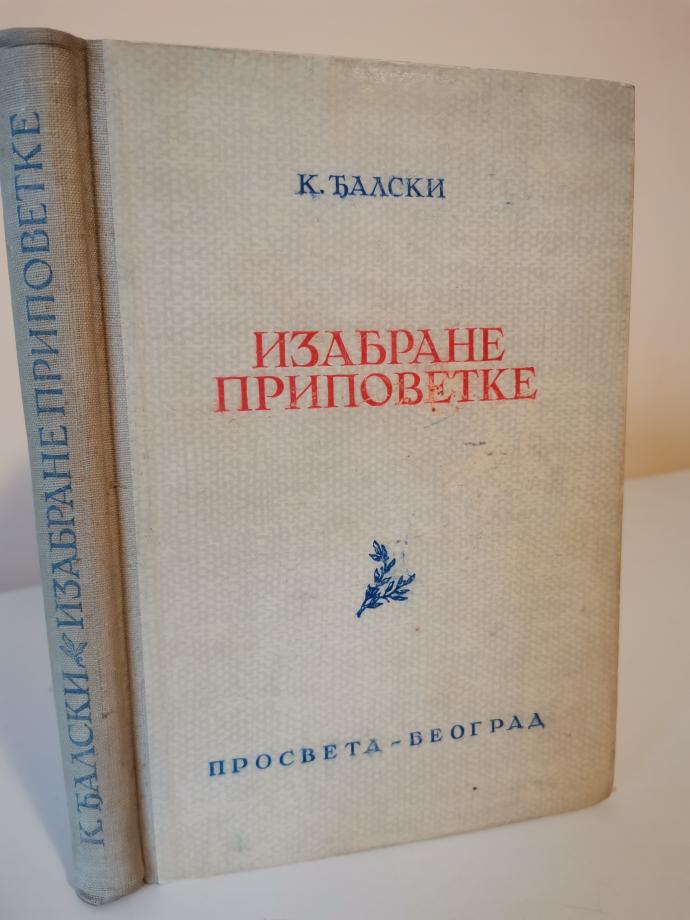 К. ЂАЛСКИ
ИЗАБРАНЕ
ПРИПОВЕТКЕ
ПРОСВЕТА - БЕОГРАД
К. ЂАЛСКИ ИЗАБРАНЕ ПРИПОВЕТКЕ